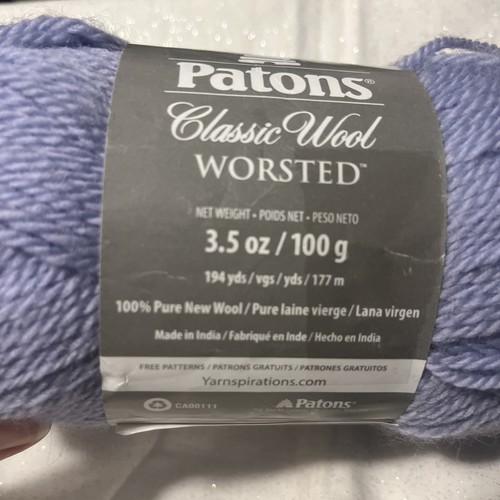 Patons®
Classic Wool
WORSTED™
NET WEIGHT • POIDS NET • PESO NETO
3.5 oz / 100 g
194 yds / vgs / yds / 177 m
100% Pure New Wool / Pure laine vierge / Lana virgen
Made in India / Fabriqué en Inde / Hecho en India
FREE PATTERNS / PATRONS GRATUITS / PATRONES GRATUITOS
Yarnspirations.com
CA00111 Patons®